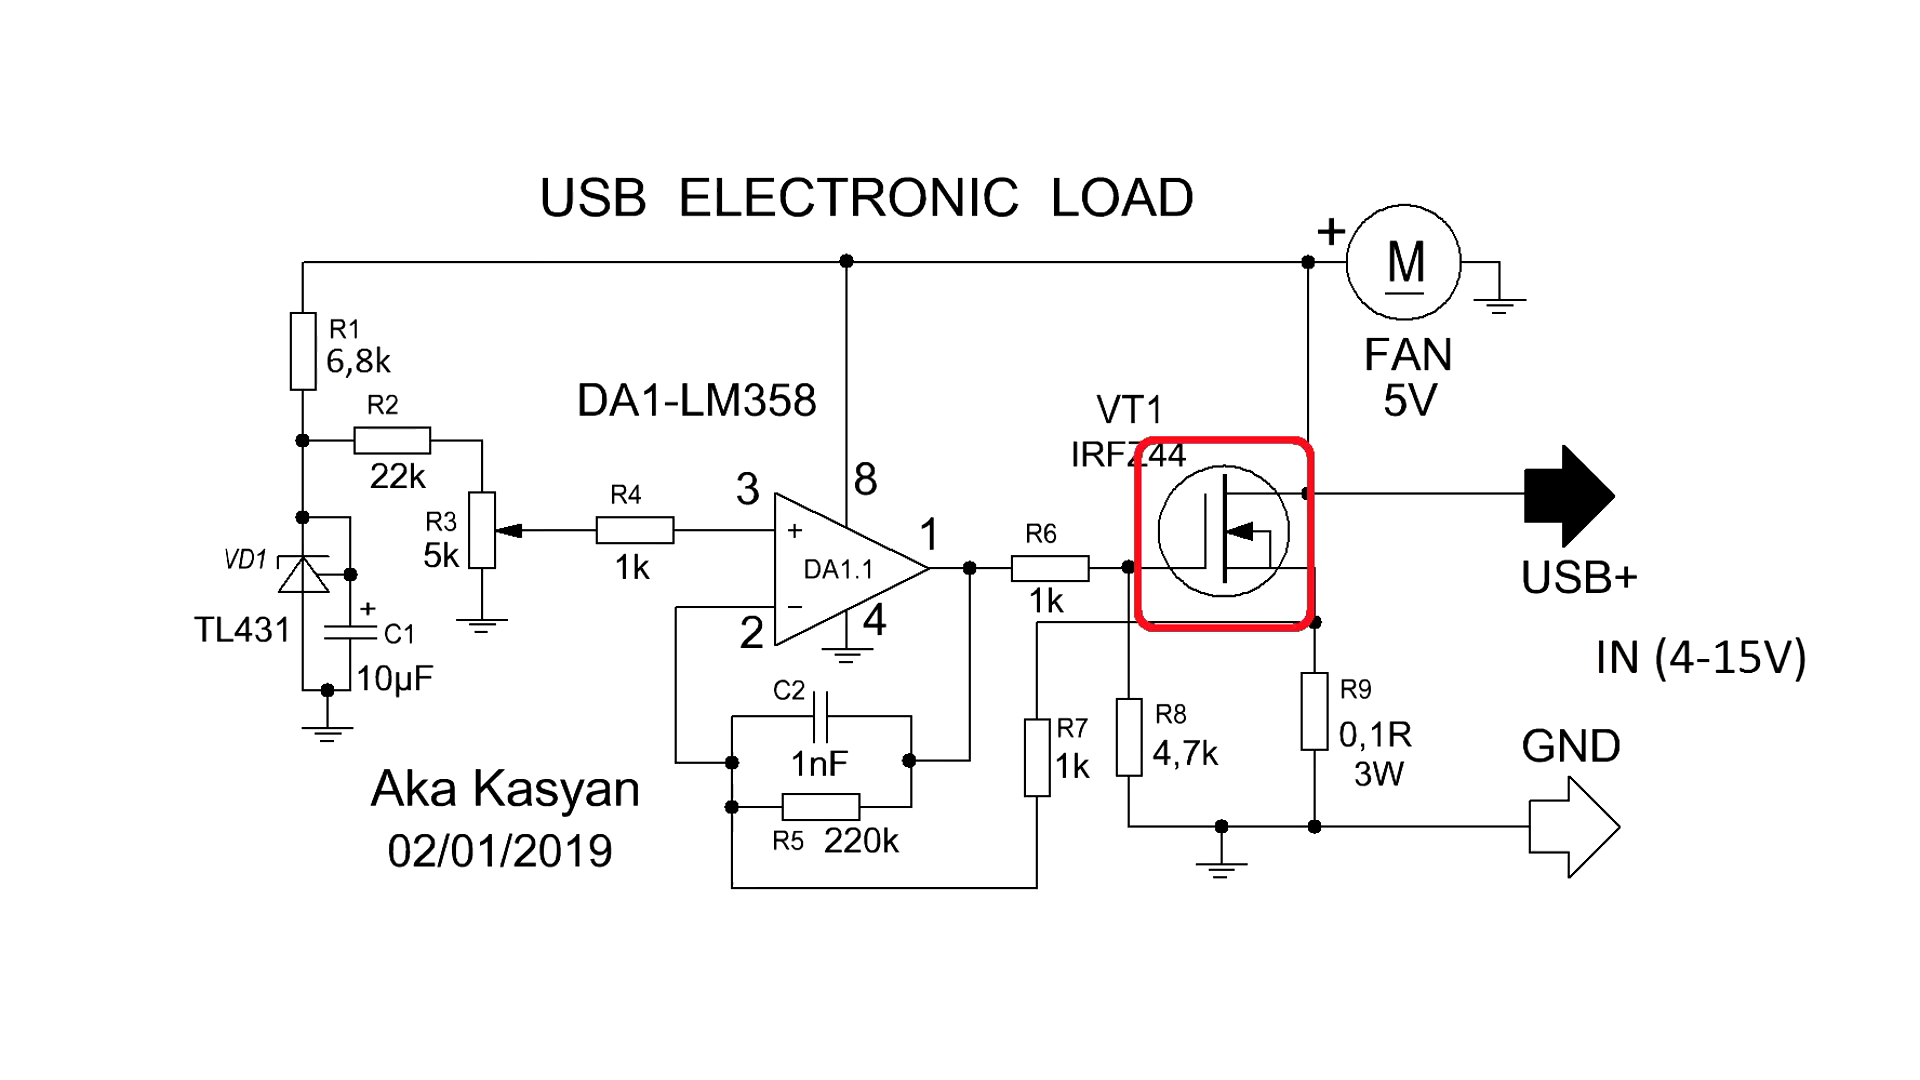 USB ELECTRONIC LOAD
+
M
FAN
5V
R1
6,8k
R2
22k
DA1-LM358
VT1
IRFZ44
R3
5k
R4
1k
3
8
+
DA1.1
1
−
2
4
R6
1k
USB+
VD1
TL431
+
C1
10µF
IN (4-15V)
C2
1nF
R5 220k
R7
1k
R8
4,7k
R9
0,1R
3W
GND
Aka Kasyan
02/01/2019